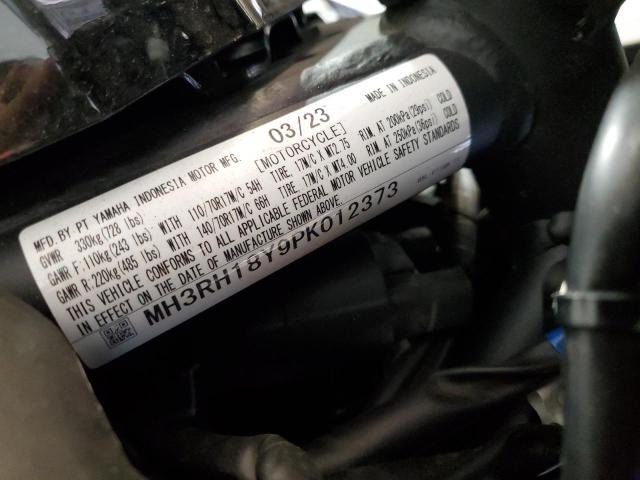 MFD. BY PT YAMAHA INDONESIA MOTOR MFG. 03/23 MADE IN INDONESIA
GVWR 330kg(728 lbs) [MOTORCYCLE]
GAWR F:110kg(243 lbs) WITH 110/70R17M/C 54H TIRE, 17M/C X MT2.75 RIM. AT 200kPa(29psi) COLD
GAWR R:220kg(485 lbs) WITH 140/70R17M/C 66H TIRE, 17M/C X MT4.00 RIM. AT 250kPa(36psi) COLD
THIS VEHICLE CONFORMS TO ALL APPLICABLE FEDERAL MOTOR VEHICLE SAFETY STANDARDS
IN EFFECT ON THE DATE OF MANUFACTURE SHOWN ABOVE.
MH3RH18Y9PK012373